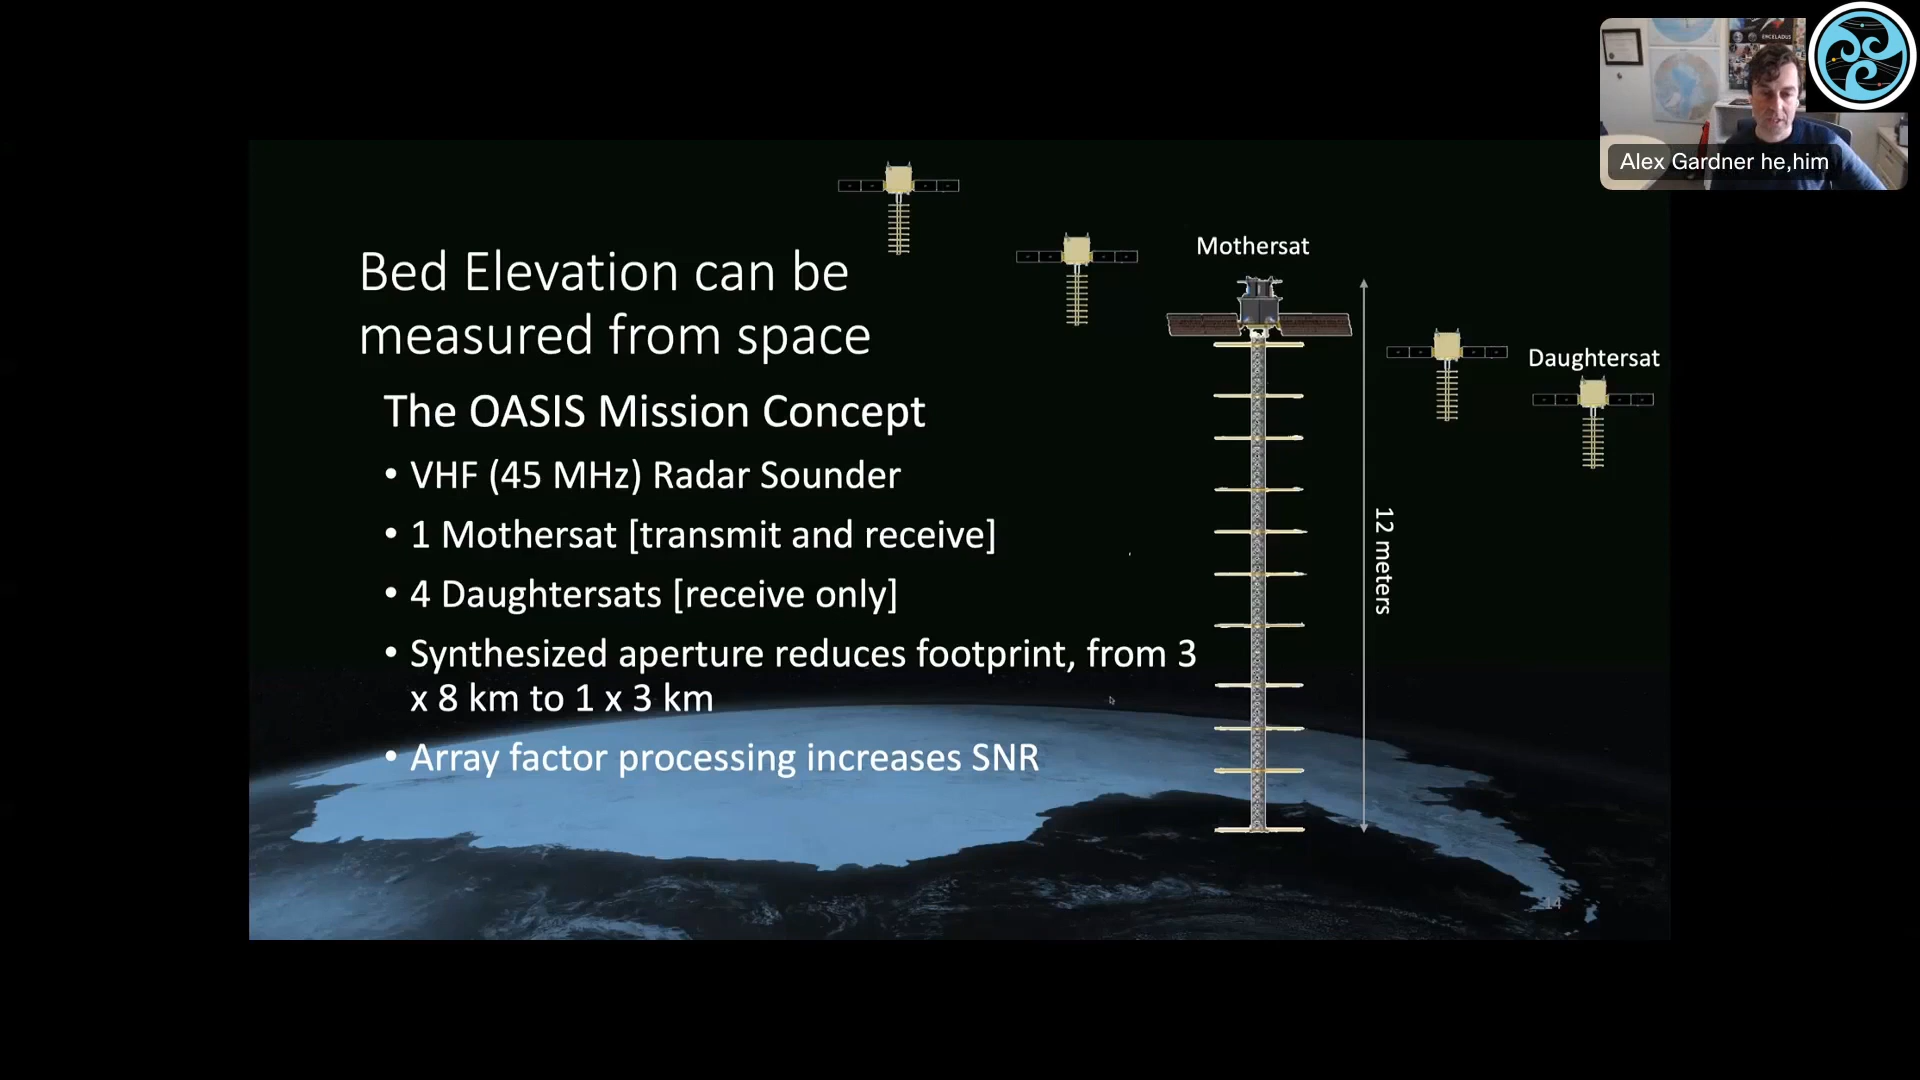 ENCELADUS
Alex Gardner he,him
Mothersat
Bed Elevation can be
measured from space
Daughtersat
The OASIS Mission Concept
• VHF (45 MHz) Radar Sounder
• 1 Mothersat [transmit and receive]
• 4 Daughtersats [receive only]
• Synthesized aperture reduces footprint, from 3
x 8 km to 1 x 3 km
• Array factor processing increases SNR
12 meters
14